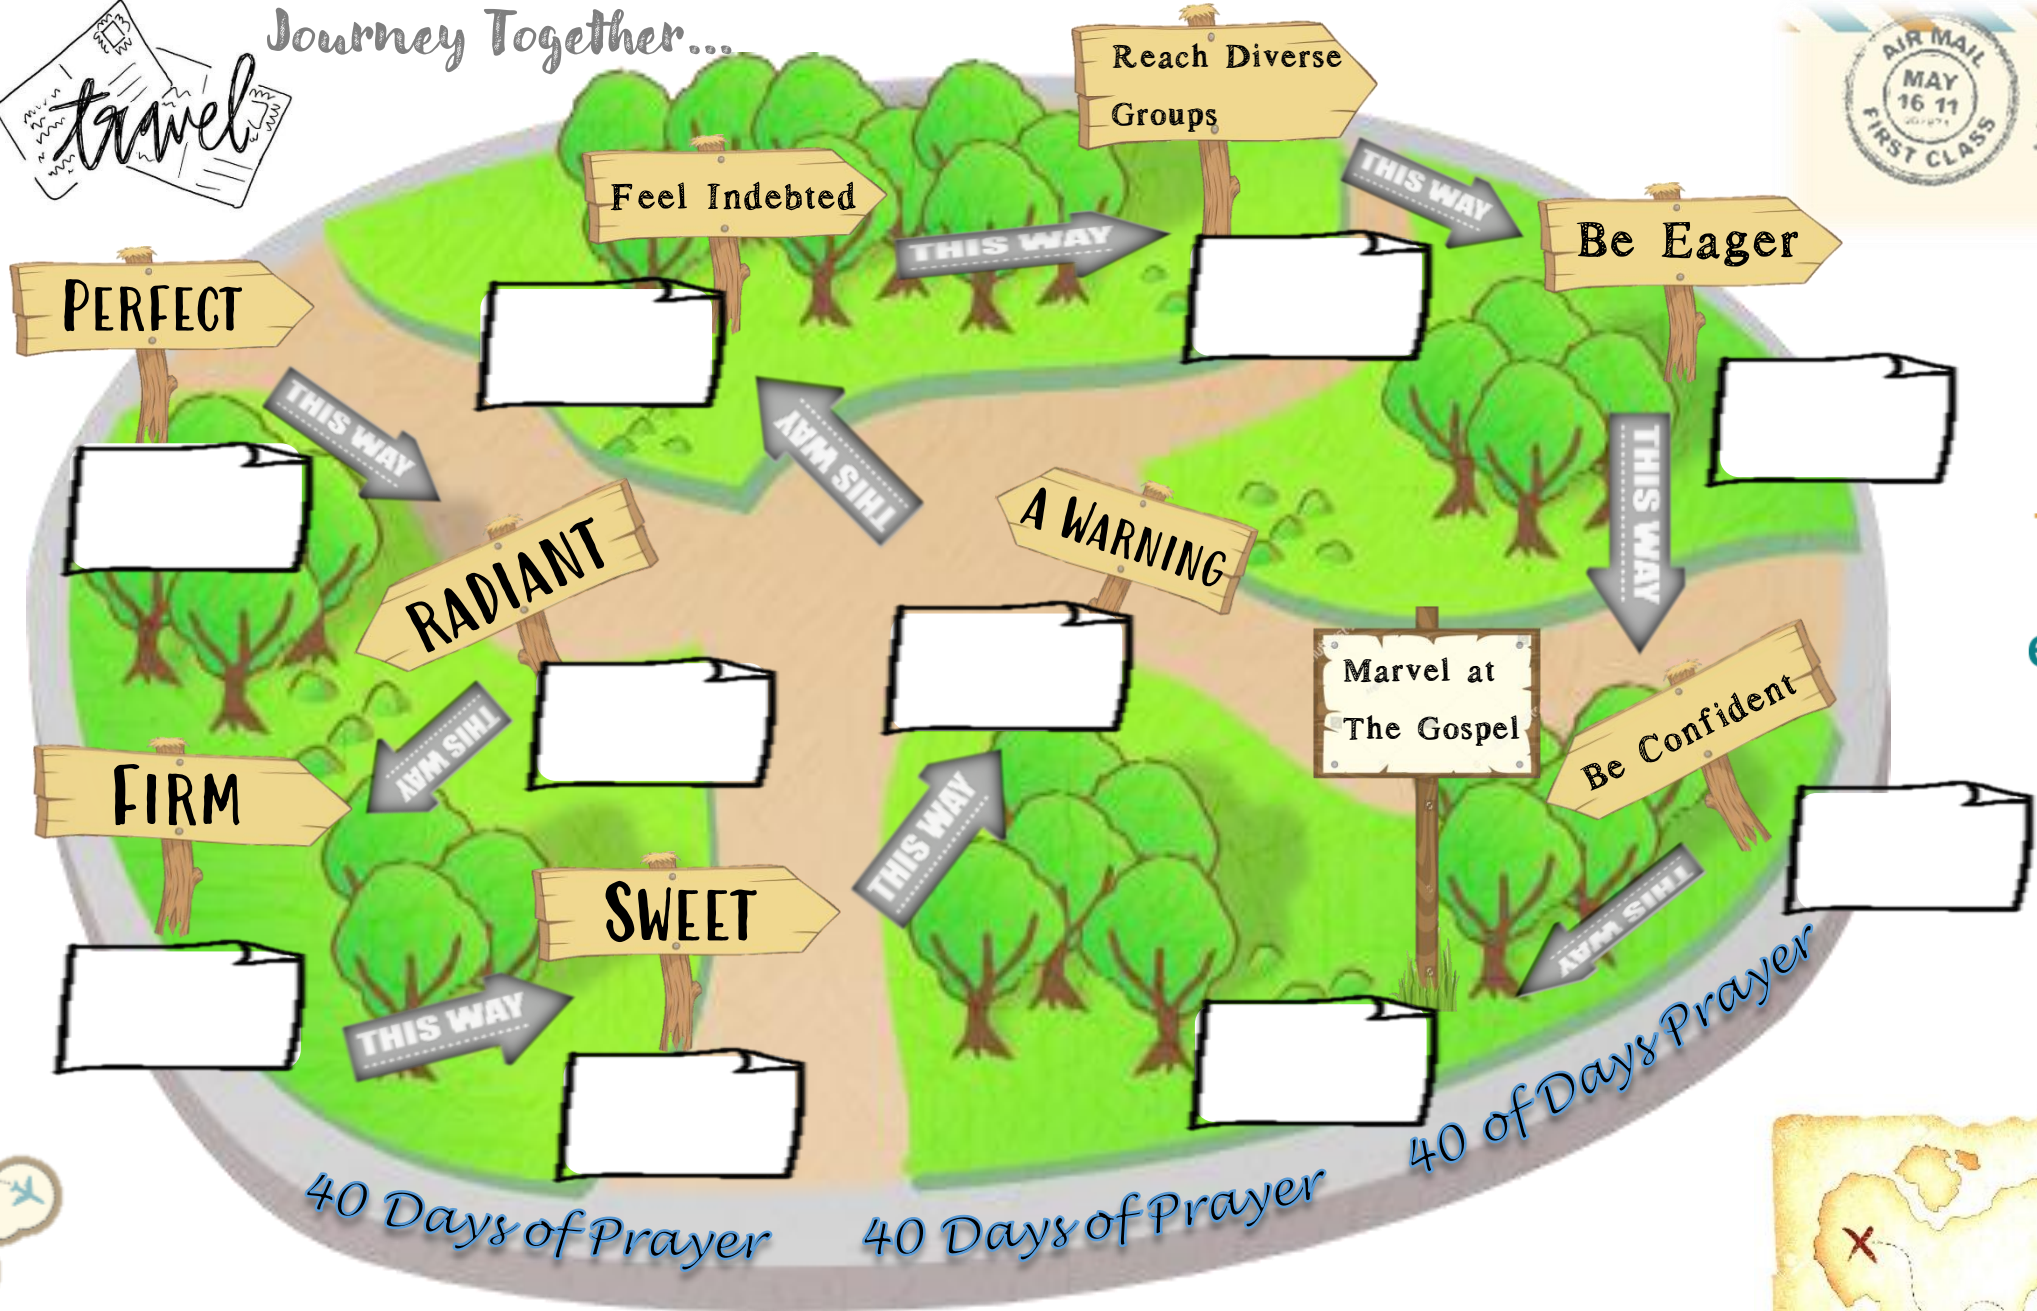 Journey Together...
travel
AIR MAIL
MAY
16 11
FIRST CLASS
Reach Diverse
Groups
Feel Indebted
THIS WAY
THIS WAY
Be Eager
PERFECT
THIS WAY
THIS WAY
THIS WAY
A WARNING
RADIANT
Marvel at
The Gospel
Be Confident
THIS WAY
FIRM
THIS WAY
SWEET
THIS WAY
THIS WAY
40 of Days Prayer
40 Days of Prayer
40 Days of Prayer